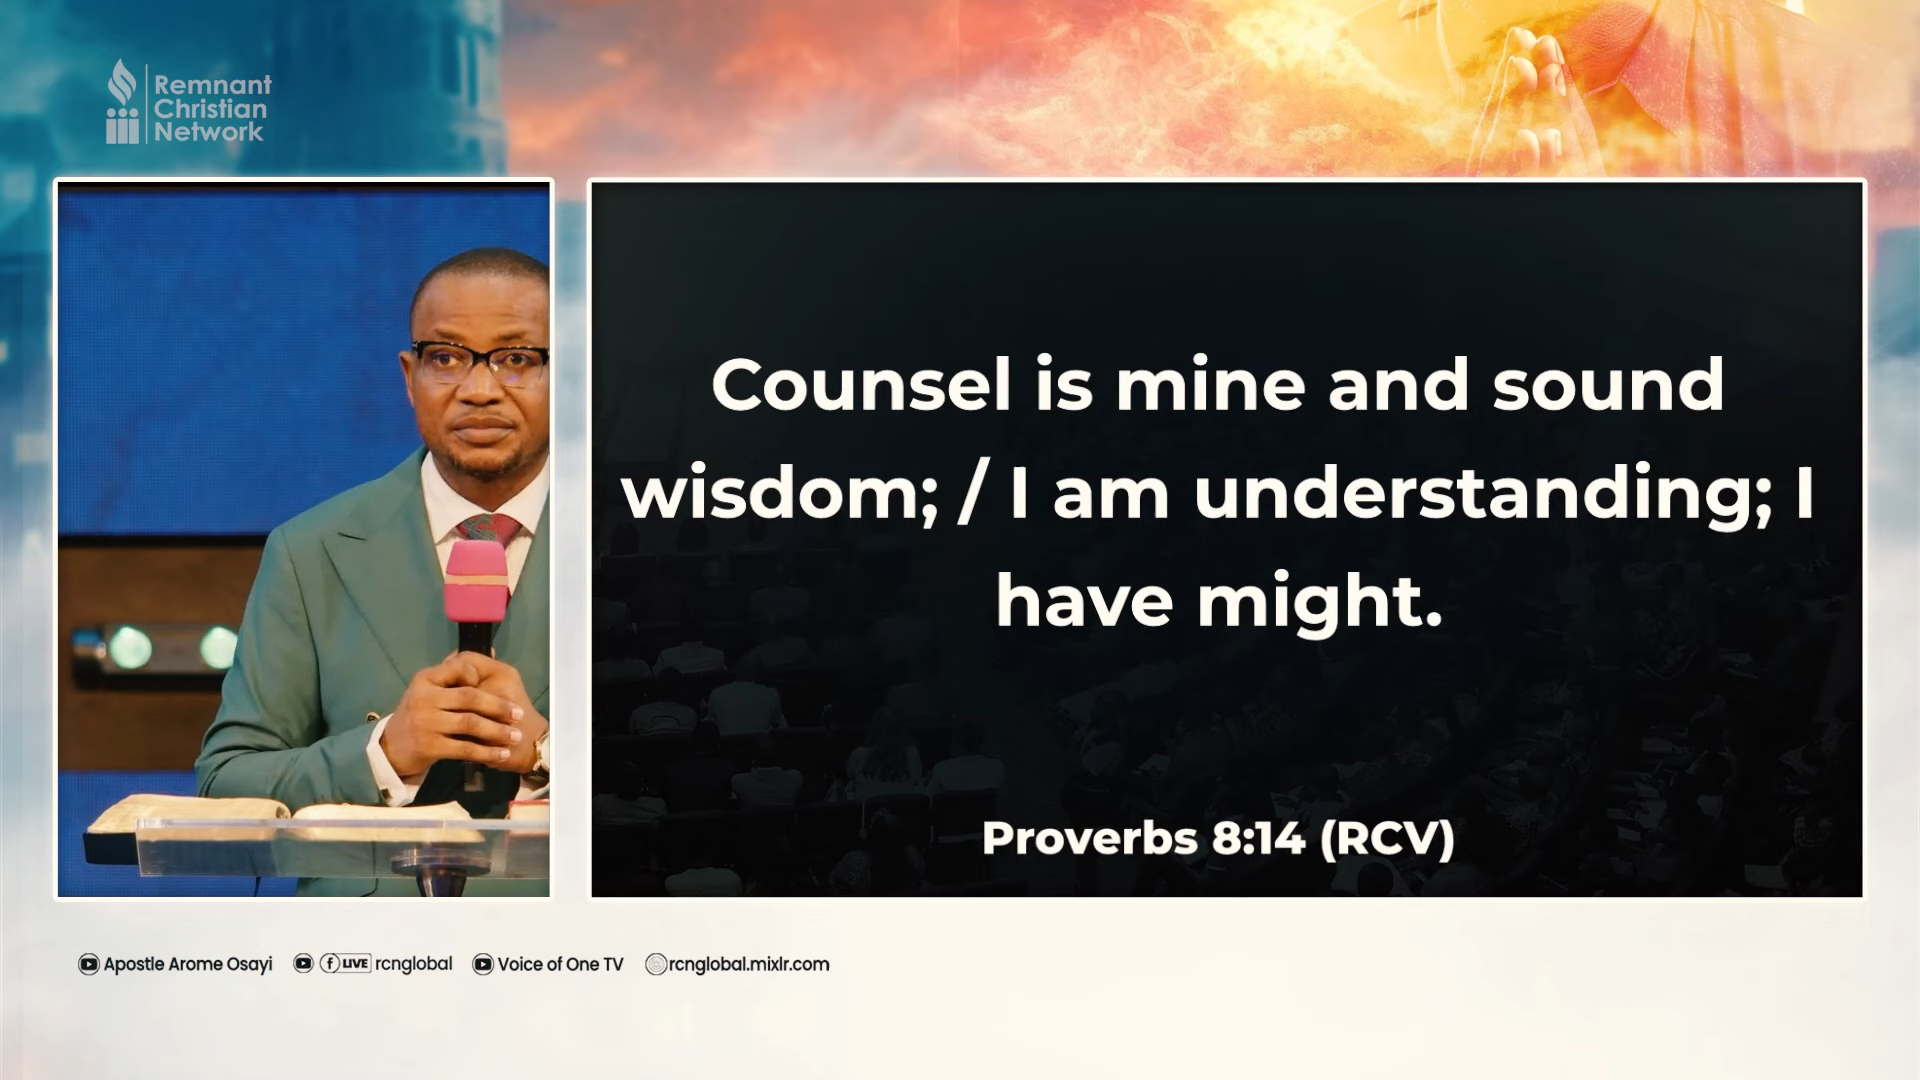 Remnant
Christian
Network
Counsel is mine and sound
wisdom; / I am understanding; I
have might.
Proverbs 8:14 (RCV)
Apostle Arome Osayi f LIVE rcnglobal Voice of One TV rcnglobal.mixlr.com